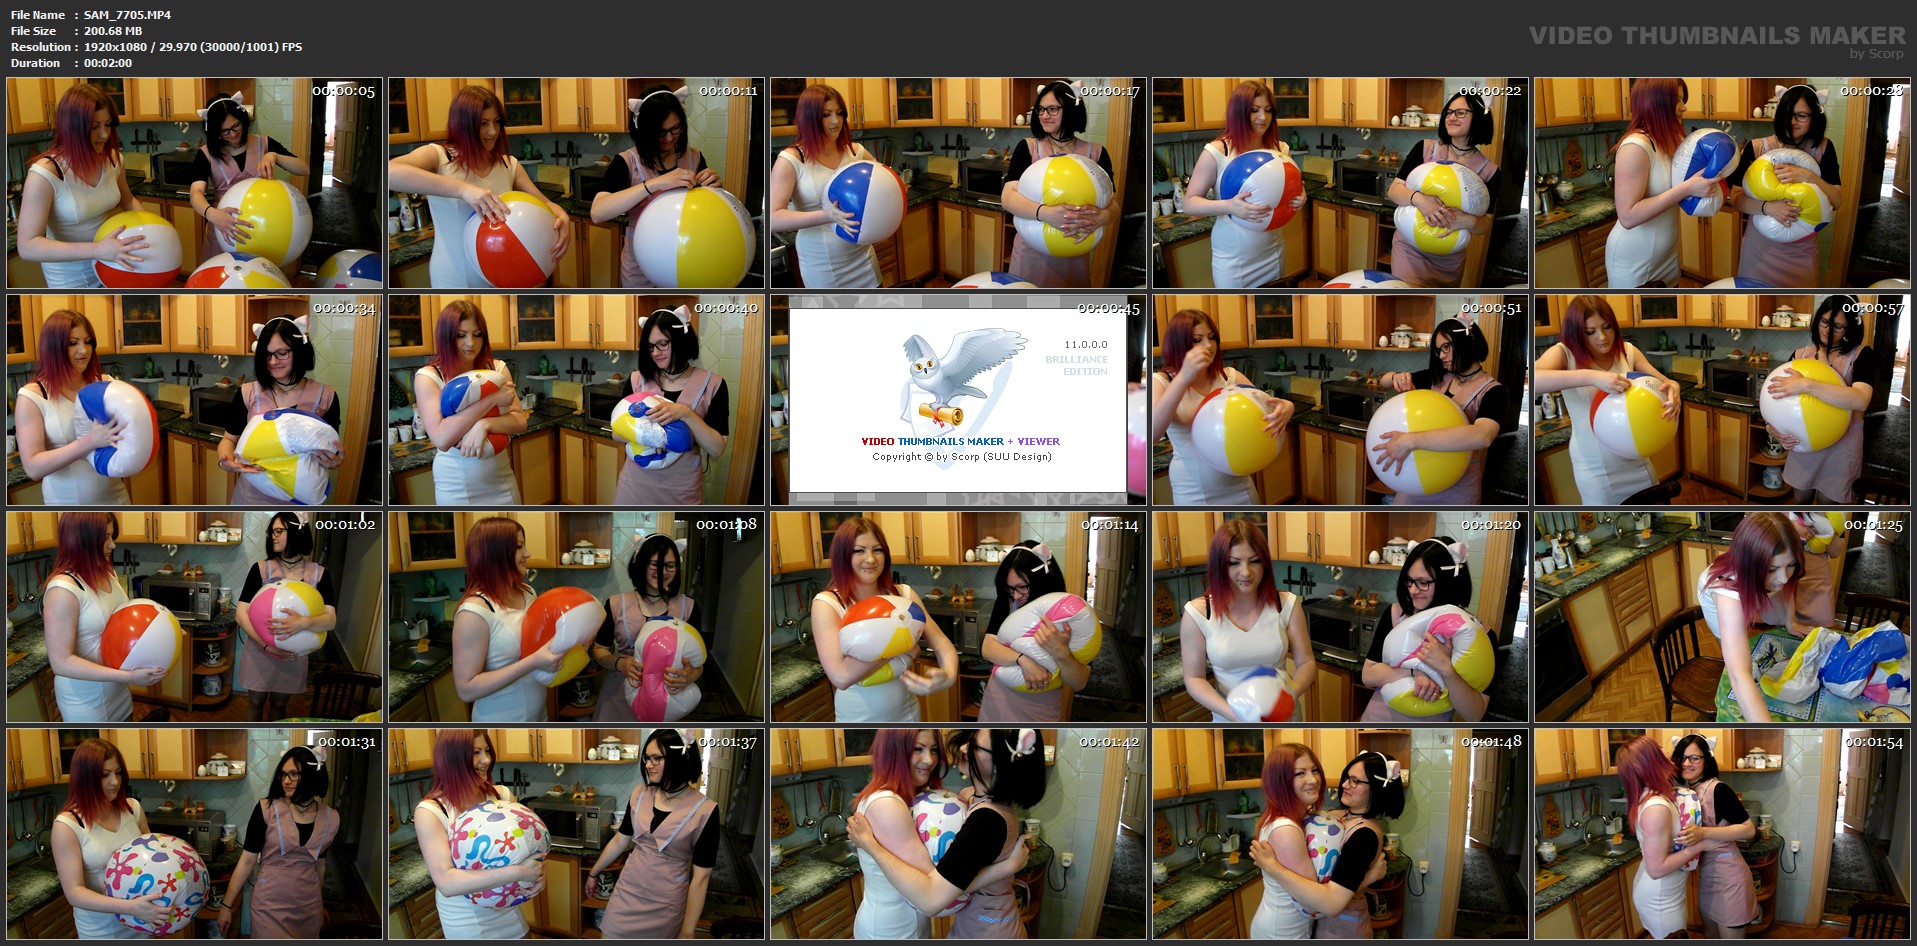 File Name : SAM_7705.MP4
File Size : 200.68 MB
Resolution : 1920x1080 / 29.970 (30000/1001) FPS
Duration : 00:02:00
VIDEO THUMBNAILS MAKER
by Scorp
00:00:05
00:00:11
00:00:17
00:00:22
00:00:28
00:00:34
00:00:40
00:00:45
11.0.0.0
BRILLIANCE
EDITION
VIDEO THUMBNAILS MAKER + VIEWER
Copyright © by Scorp (SUU Design)
00:00:51
00:00:57
00:01:02
00:01:08
00:01:14
00:01:20
00:01:25
00:01:31
00:01:37
00:01:42
00:01:48
00:01:54